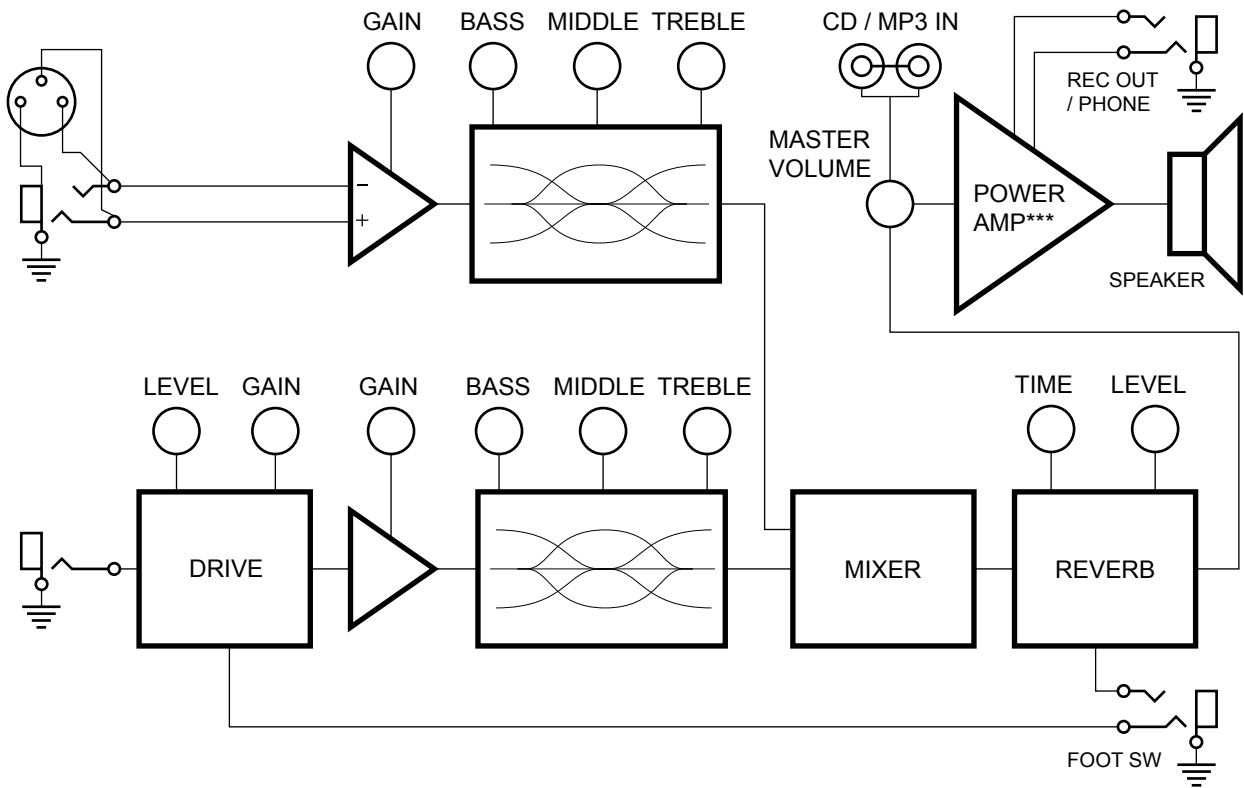 GAIN
BASS
MIDDLE
TREBLE
CD / MP3 IN
REC OUT
/ PHONE
MASTER
VOLUME
−
+
POWER
AMP***
SPEAKER
LEVEL
GAIN
GAIN
BASS
MIDDLE
TREBLE
TIME
LEVEL
DRIVE
MIXER
REVERB
FOOT SW